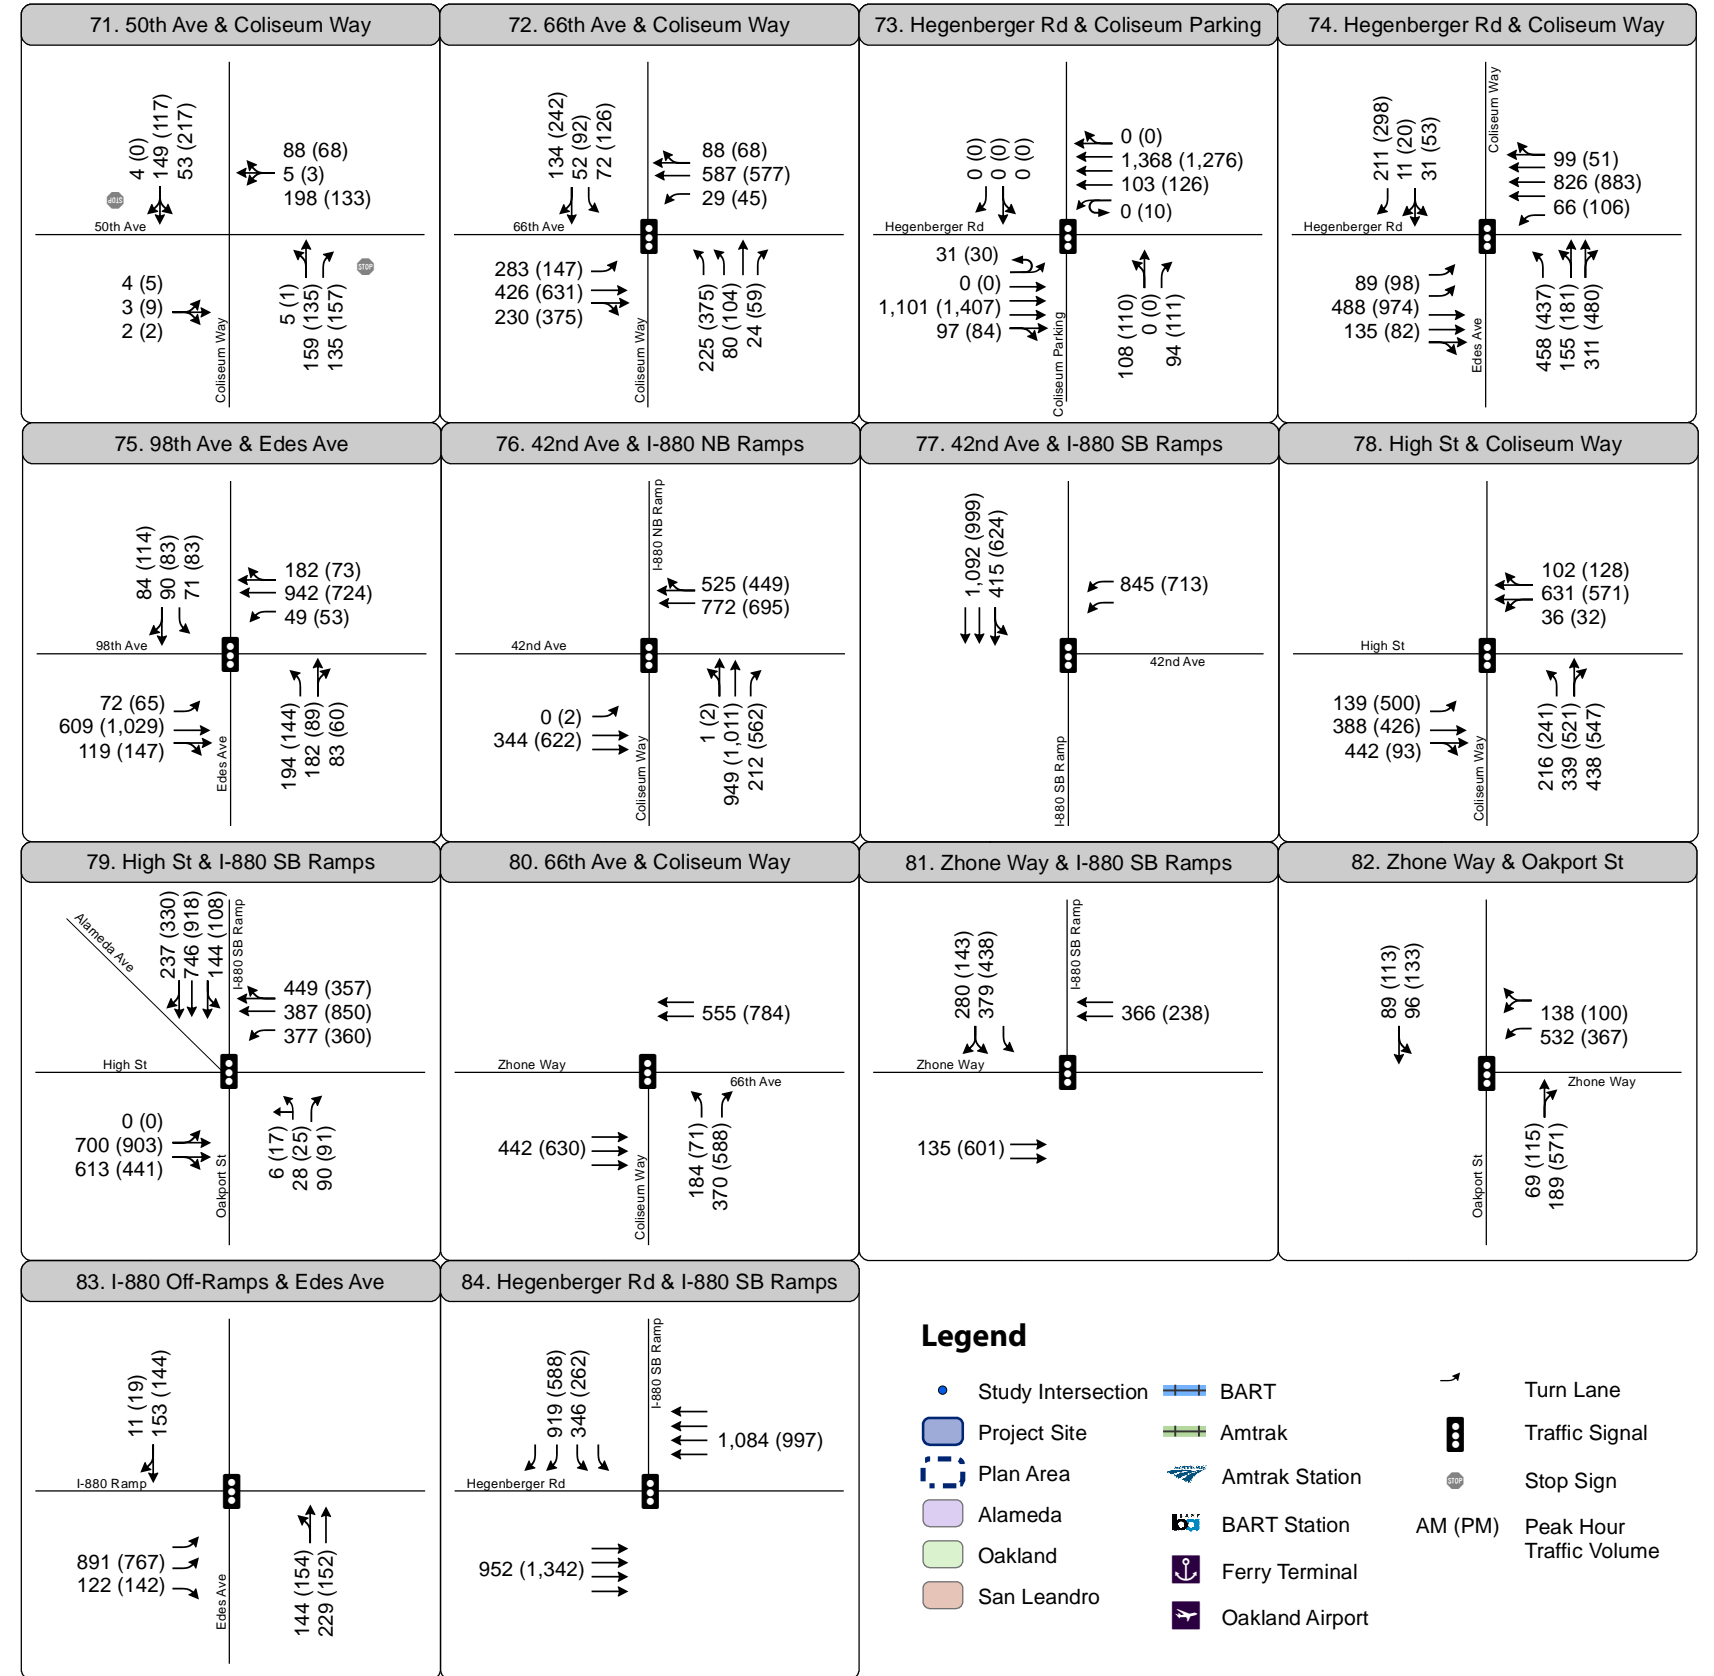 71. 50th Ave & Coliseum Way
4 (0)
149 (117)
53 (217)
88 (68)
5 (3)
198 (133)
STOP
50th Ave
4 (5)
3 (9)
2 (2)
Coliseum Way
5 (1)
159 (135)
135 (157)
STOP
72. 66th Ave & Coliseum Way
134 (242)
52 (92)
72 (126)
88 (68)
587 (577)
29 (45)
66th Ave
283 (147)
426 (631)
230 (375)
Coliseum Way
225 (375)
80 (104)
24 (59)
73. Hegenberger Rd & Coliseum Parking
0 (0)
0 (0)
0 (0)
0 (0)
1,368 (1,276)
103 (126)
0 (10)
Hegenberger Rd
31 (30)
0 (0)
1,101 (1,407)
97 (84)
Coliseum Parking
108 (110)
0 (0)
94 (111)
74. Hegenberger Rd & Coliseum Way
211 (298)
11 (20)
31 (53)
Coliseum Way
99 (51)
826 (883)
66 (106)
Hegenberger Rd
89 (98)
488 (974)
135 (82)
Edes Ave
458 (437)
155 (181)
311 (480)
75. 98th Ave & Edes Ave
84 (114)
90 (83)
71 (83)
182 (73)
942 (724)
49 (53)
98th Ave
72 (65)
609 (1,029)
119 (147)
Edes Ave
194 (144)
182 (89)
83 (60)
76. 42nd Ave & I-880 NB Ramps
I-880 NB Ramp
525 (449)
772 (695)
42nd Ave
0 (2)
344 (622)
Coliseum Way
1 (2)
949 (1,011)
212 (562)
77. 42nd Ave & I-880 SB Ramps
1,092 (999)
415 (624)
845 (713)
42nd Ave
I-880 SB Ramp
78. High St & Coliseum Way
102 (128)
631 (571)
36 (32)
High St
139 (500)
388 (426)
442 (93)
Coliseum Way
216 (241)
339 (521)
438 (547)
79. High St & I-880 SB Ramps
Alameda Ave
237 (330)
746 (918)
144 (108)
I-880 SB Ramp
449 (357)
387 (850)
377 (360)
High St
0 (0)
700 (903)
613 (441)
Oakport St
6 (17)
28 (25)
90 (91)
80. 66th Ave & Coliseum Way
555 (784)
Zhone Way
66th Ave
442 (630)
Coliseum Way
184 (71)
370 (588)
81. Zhone Way & I-880 SB Ramps
280 (143)
379 (438)
I-880 SB Ramp
366 (238)
Zhone Way
135 (601)
82. Zhone Way & Oakport St
89 (113)
96 (133)
138 (100)
532 (367)
Zhone Way
Oakport St
69 (115)
189 (571)
83. I-880 Off-Ramps & Edes Ave
11 (19)
153 (144)
I-880 Ramp
891 (767)
122 (142)
Edes Ave
144 (154)
229 (152)
84. Hegenberger Rd & I-880 SB Ramps
919 (588)
346 (262)
I-880 SB Ramp
1,084 (997)
Hegenberger Rd
952 (1,342)
Legend
Study Intersection
Project Site
Plan Area
Alameda
Oakland
San Leandro
BART
Amtrak
Amtrak Station
BART Station
Ferry Terminal
Oakland Airport
Turn Lane
Traffic Signal
STOP
Stop Sign
AM (PM)
Peak Hour
Traffic Volume